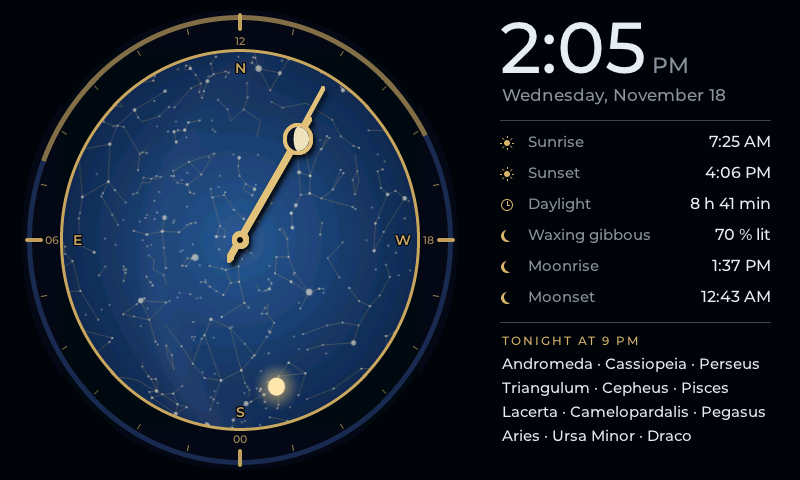 12
N
06 E W 18
S
00
2:05 PM
Wednesday, November 18
Sunrise 7:25 AM
Sunset 4:06 PM
Daylight 8 h 41 min
Waxing gibbous 70 % lit
Moonrise 1:37 PM
Moonset 12:43 AM
TONIGHT AT 9 PM
Andromeda · Cassiopeia · Perseus
Triangulum · Cepheus · Pisces
Lacerta · Camelopardalis · Pegasus
Aries · Ursa Minor · Draco